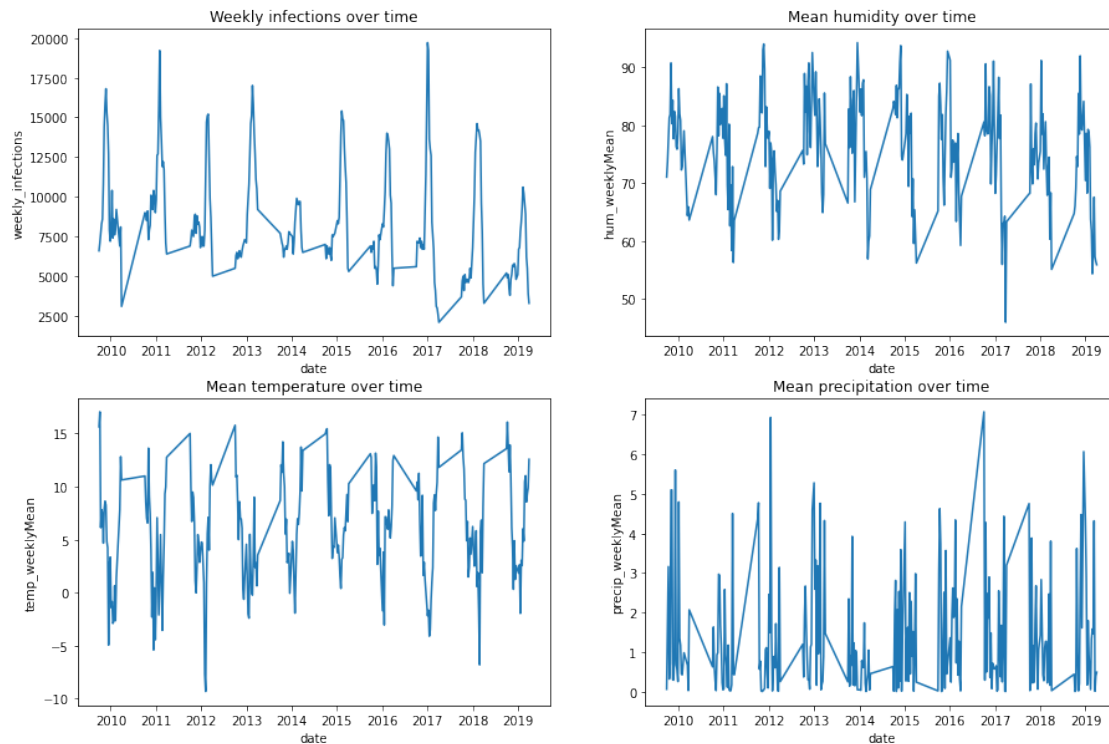 Weekly infections over time
weekly_infections
20000
17500
15000
12500
10000
7500
5000
2500
2010 2011 2012 2013 2014 2015 2016 2017 2018 2019
date
Mean humidity over time
hum_weeklyMean
90
80
70
60
50
2010 2011 2012 2013 2014 2015 2016 2017 2018 2019
date
Mean temperature over time
temp_weeklyMean
15
10
5
0
−5
−10
2010 2011 2012 2013 2014 2015 2016 2017 2018 2019
date
Mean precipitation over time
precip_weeklyMean
7
6
5
4
3
2
1
0
2010 2011 2012 2013 2014 2015 2016 2017 2018 2019
date